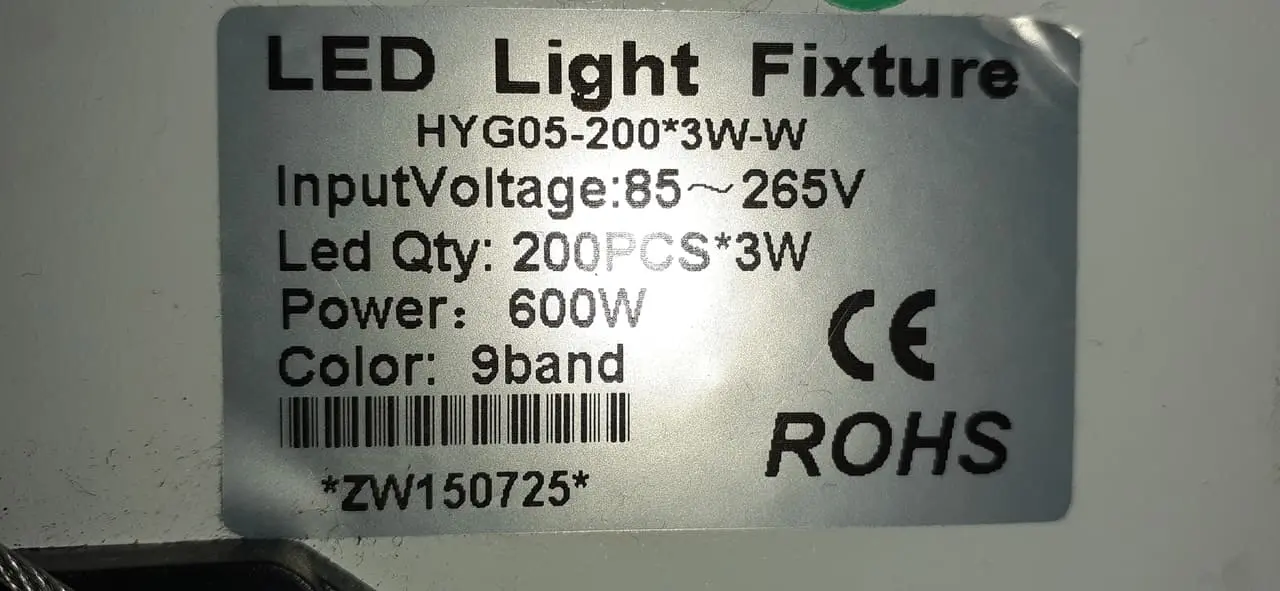 LED Light Fixture
HYG05-200*3W-W
InputVoltage:85～265V
Led Qty: 200PCS*3W
Power： 600W
Color: 9band
CE
*ZW150725*
ROHS